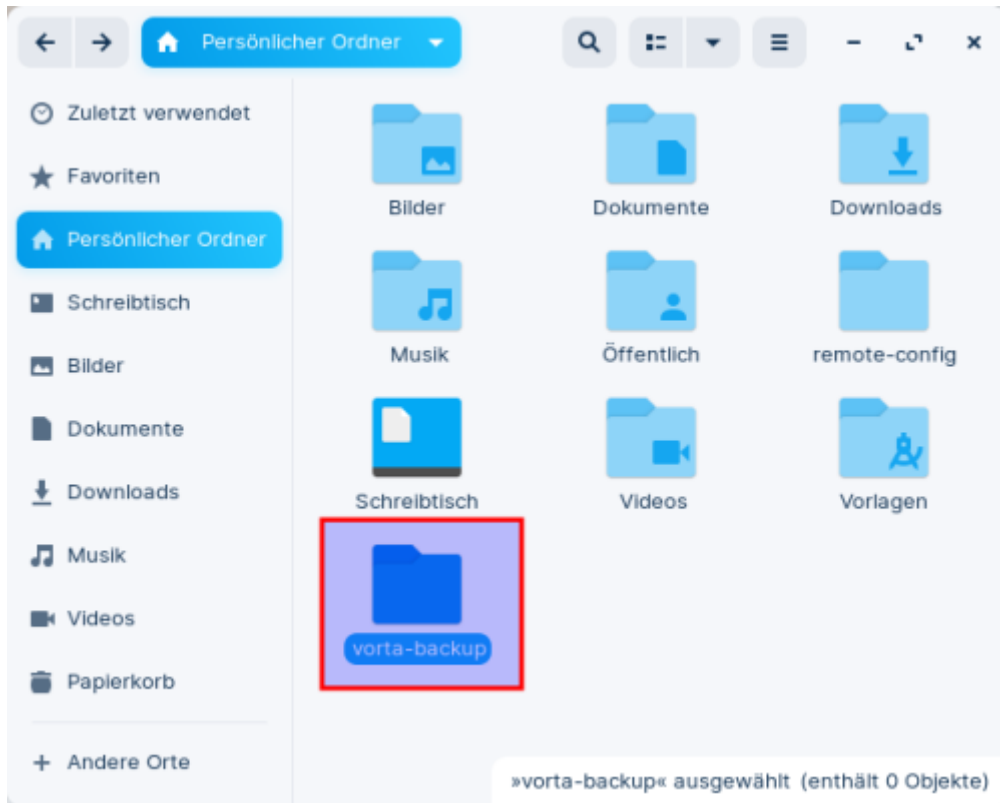 Persönlicher Ordner
Zuletzt verwendet
Favoriten
Persönlicher Ordner
Schreibtisch
Bilder
Dokumente
Downloads
Musik
Videos
Papierkorb
Andere Orte
Bilder
Dokumente
Downloads
Musik
Öffentlich
remote-config
Schreibtisch
Videos
Vorlagen
vorta-backup
»vorta-backup« ausgewählt (enthält 0 Objekte)